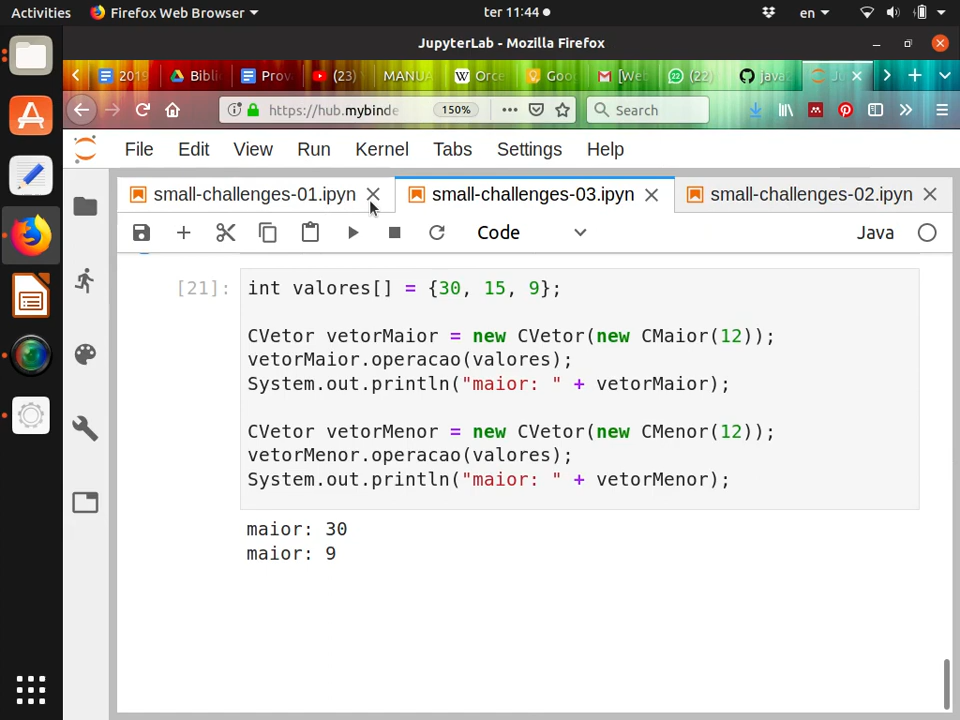 Activities Firefox Web Browser ter 11:44 en
JupyterLab - Mozilla Firefox
2019 Bibli Prov (23) MANUA Orce Goo [We (22) java2
https://hub.mybinde 150% Search
File Edit View Run Kernel Tabs Settings Help
small-challenges-01.ipyn small-challenges-03.ipyn small-challenges-02.ipyn
Code Java
[21]: int valores[] = {30, 15, 9};
CVetor vetorMaior = new CVetor(new CMaior(12));
vetorMaior.operacao(valores);
System.out.println("maior: " + vetorMaior);
CVetor vetorMenor = new CVetor(new CMenor(12));
vetorMenor.operacao(valores);
System.out.println("maior: " + vetorMenor);
maior: 30
maior: 9